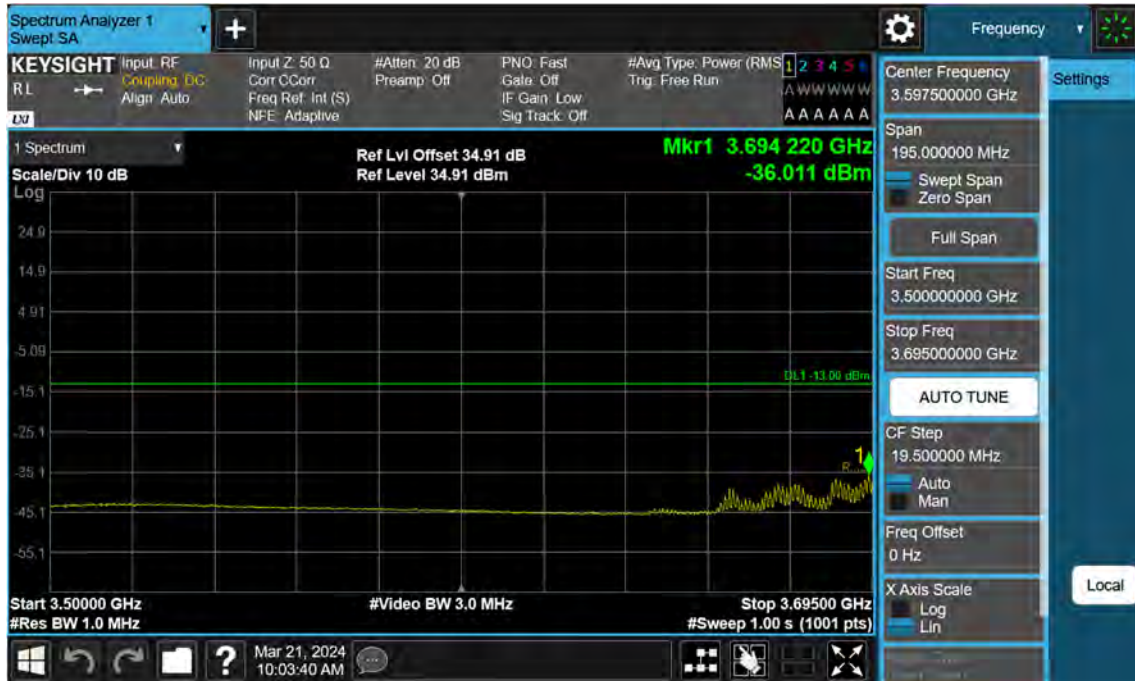 Spectrum Analyzer 1
Swept SA
Frequency
KEYSIGHT
RL
LXI
Input: RF
Coupling: DC
Align: Auto
Input Z: 50 Ω
Corr CCorr
Freq Ref: Int (S)
NFE: Adaptive
#Atten: 20 dB
Preamp: Off
PNO: Fast
Gate: Off
IF Gain: Low
Sig Track: Off
#Avg Type: Power (RMS
Trig: Free Run
1 2 3 4 5 6
A W W W W W
A A A A A A
1 Spectrum
Scale/Div 10 dB
Ref Lvl Offset 34.91 dB
Ref Level 34.91 dBm
Mkr1 3.694 220 GHz
-36.011 dBm
Log
24.9
14.9
4.91
-5.09
DL1 -13.00 dBm
-15.1
-25.1
1
R
-35.1
-45.1
-55.1
Start 3.50000 GHz
#Video BW 3.0 MHz
Stop 3.69500 GHz
#Res BW 1.0 MHz
#Sweep 1.00 s (1001 pts)
?
Mar 21, 2024
10:03:40 AM
Center Frequency
3.597500000 GHz
Settings
Span
195.000000 MHz
Swept Span
Zero Span
Full Span
Start Freq
3.500000000 GHz
Stop Freq
3.695000000 GHz
AUTO TUNE
CF Step
19.500000 MHz
Auto
Man
Freq Offset
0 Hz
X Axis Scale
Log
Lin
Local